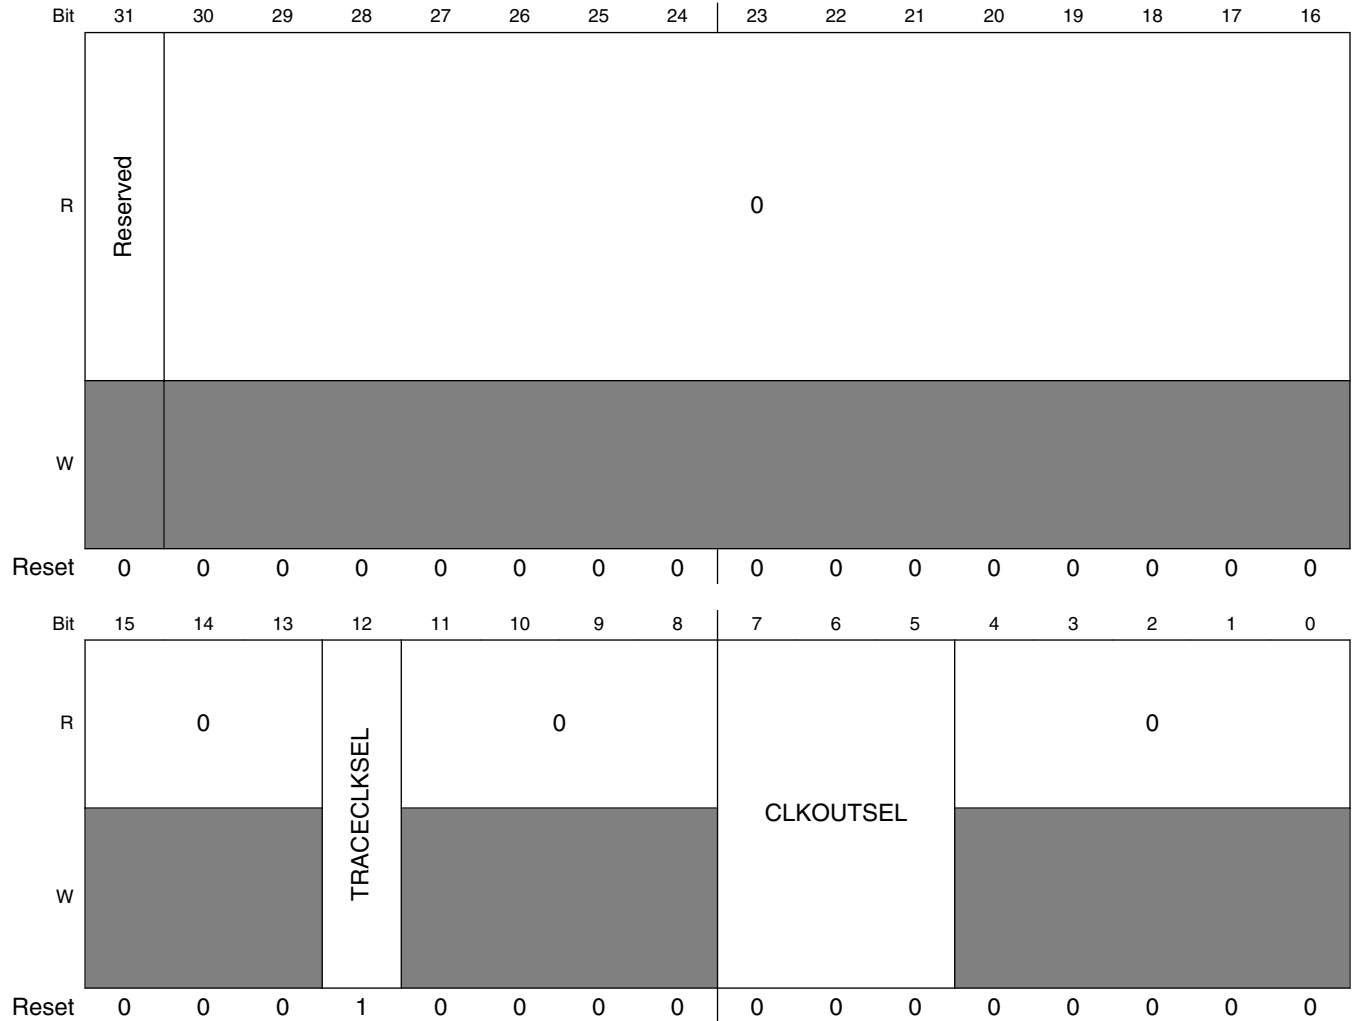 Bit 31 30 29 28 27 26 25 24 23 22 21 20 19 18 17 16
R Reserved 0
W
Reset 0 0 0 0 0 0 0 0 0 0 0 0 0 0 0 0
Bit 15 14 13 12 11 10 9 8 7 6 5 4 3 2 1 0
R 0 TRACECLKSEL 0 CLKOUTSEL 0
W
Reset 0 0 0 1 0 0 0 0 0 0 0 0 0 0 0 0